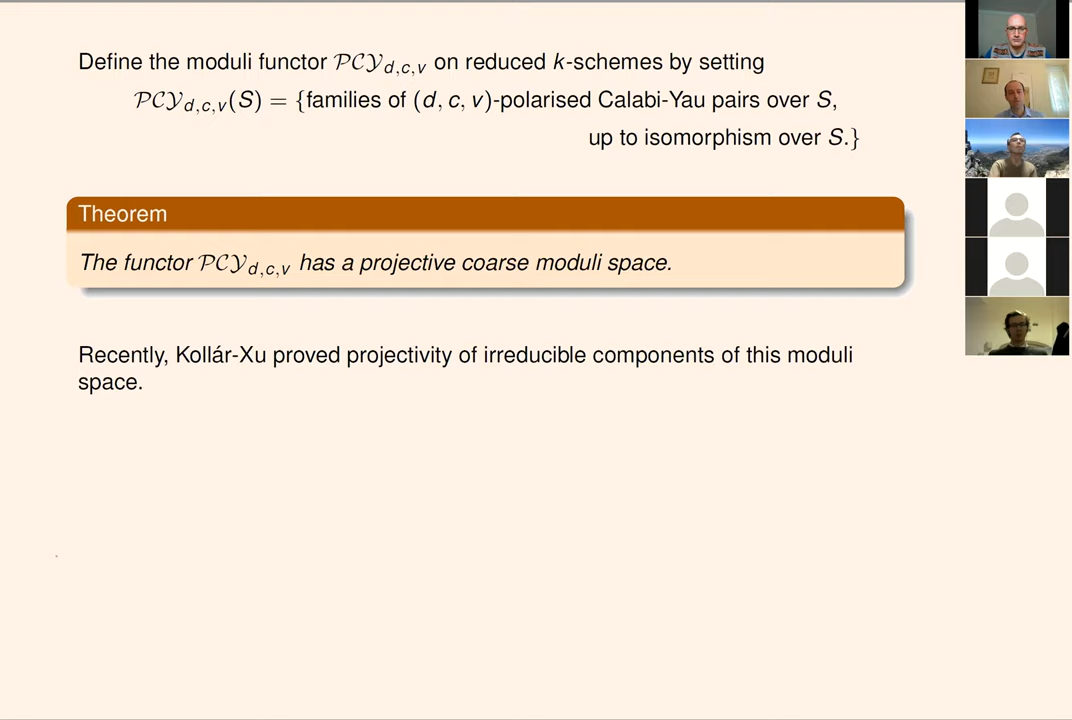 Define the moduli functor 𝒫𝒞𝒴_{d,c,v} on reduced k-schemes by setting
𝒫𝒞𝒴_{d,c,v}(S) = {families of (d, c, v)-polarised Calabi-Yau pairs over S,
up to isomorphism over S.}
Theorem
The functor 𝒫𝒞𝒴_{d,c,v} has a projective coarse moduli space.
Recently, Kollár-Xu proved projectivity of irreducible components of this moduli
space.